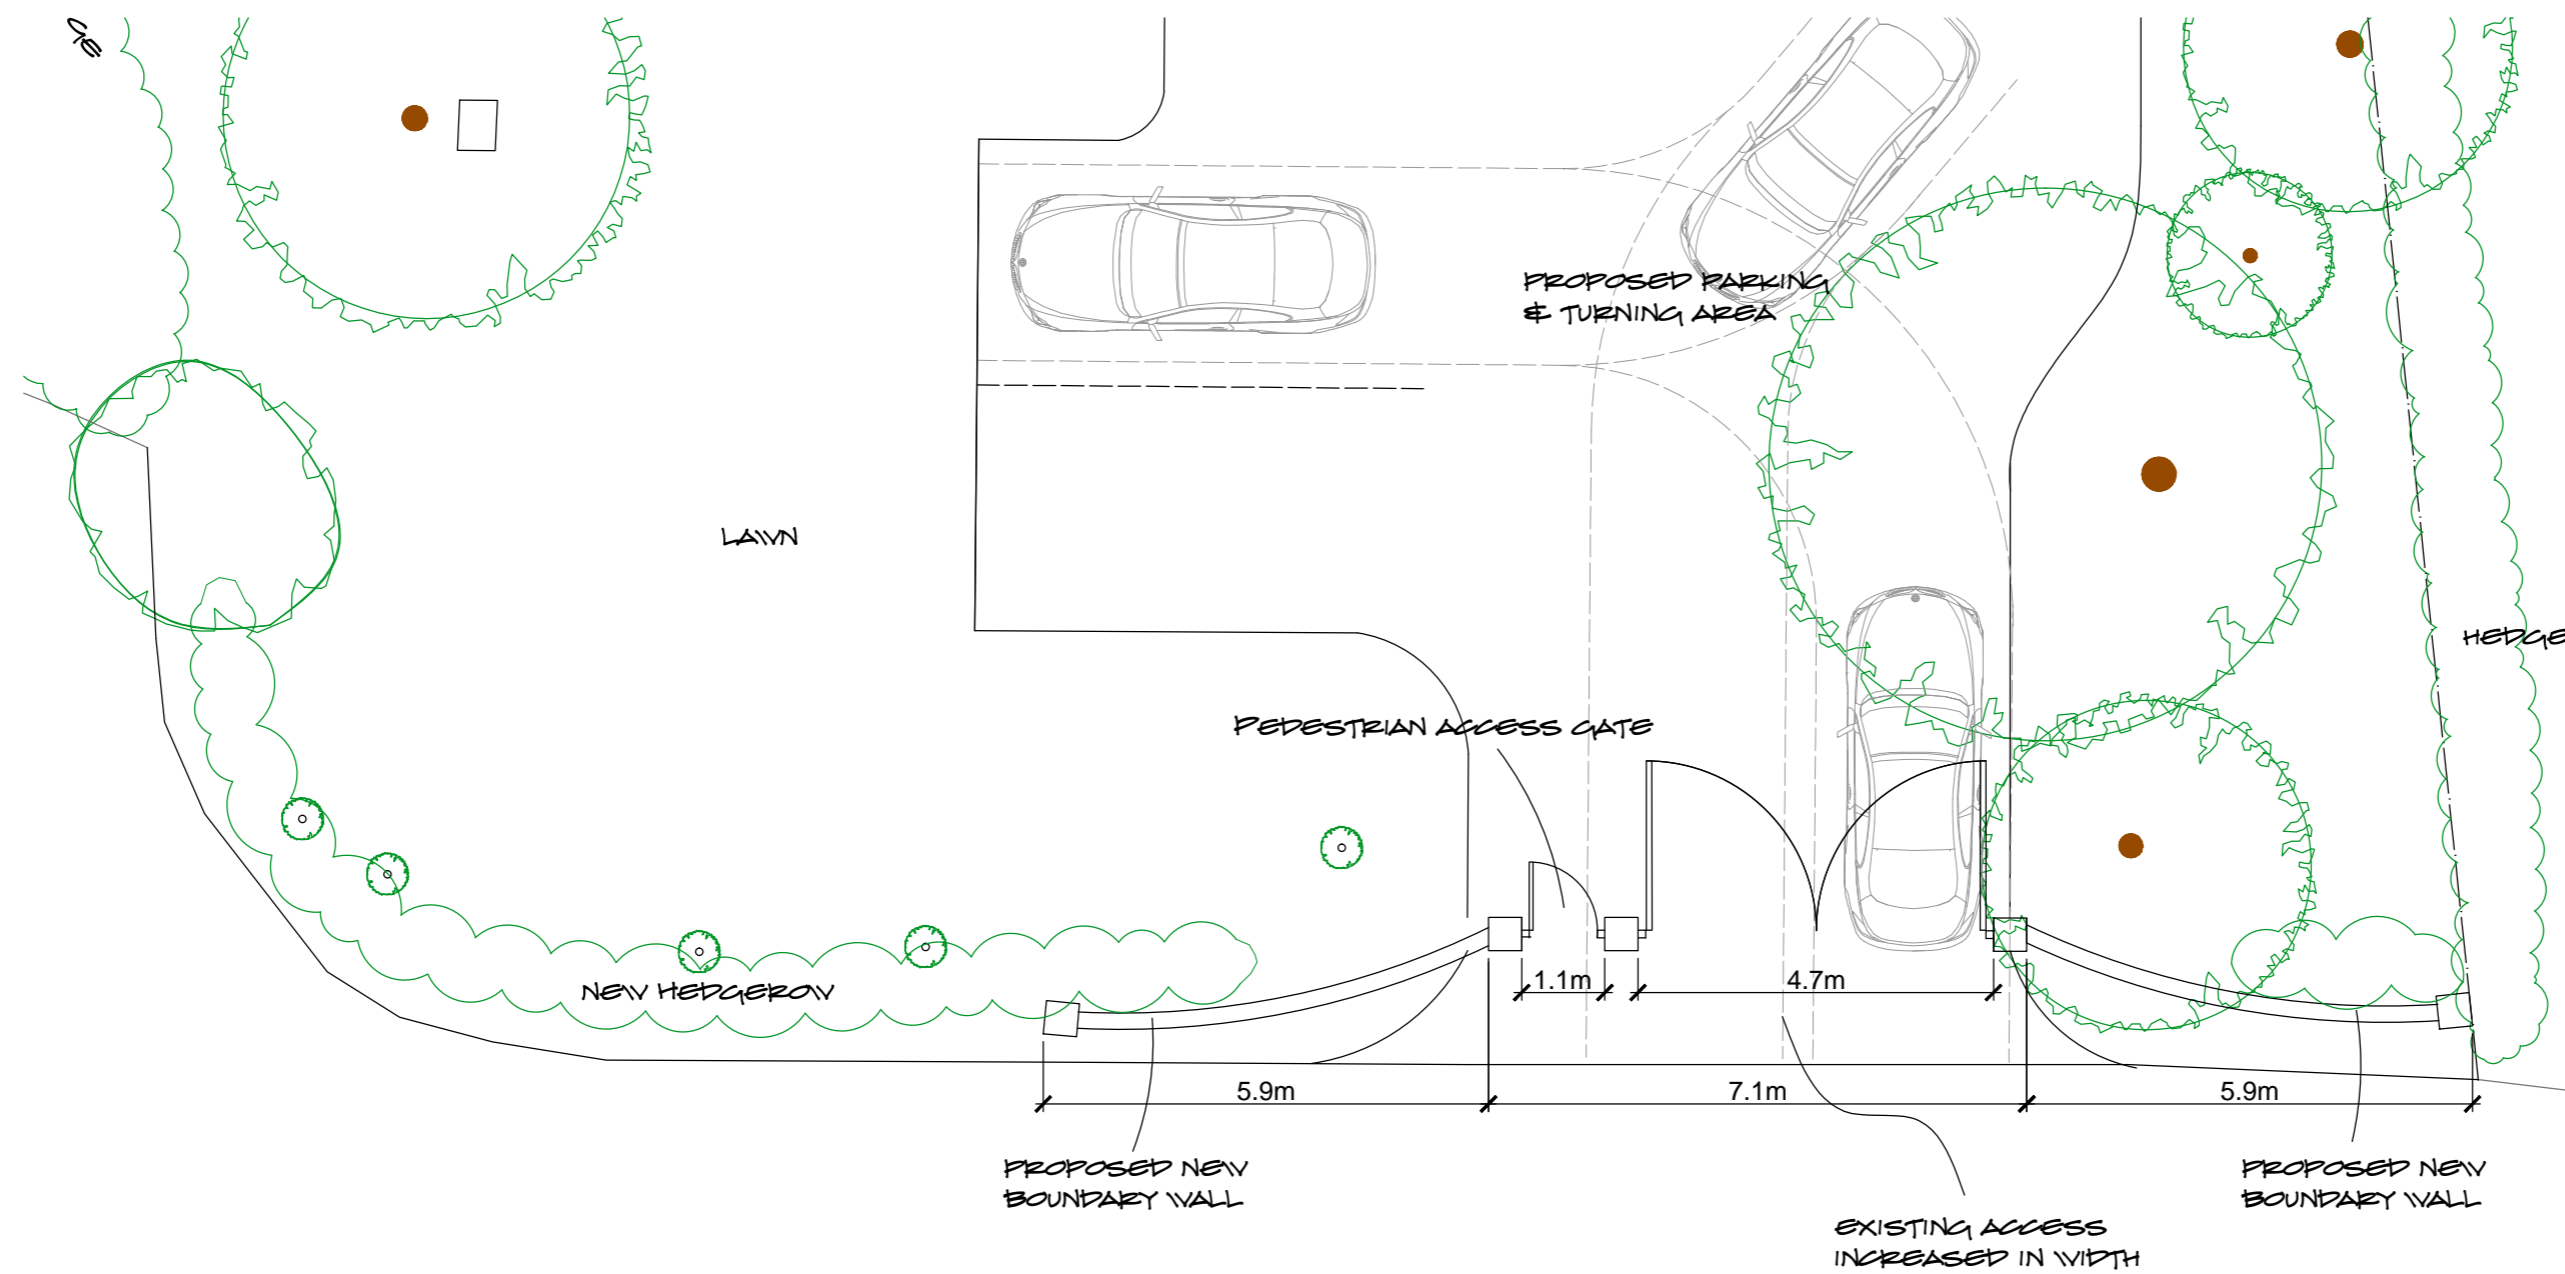 GE
PROPOSED PARKING
& TURNING AREA
LAWN
HEDGE
PEDESTRIAN ACCESS GATE
1.1m
4.7m
NEW HEDGEROW
5.9m
7.1m
5.9m
PROPOSED NEW
BOUNDARY WALL
PROPOSED NEW
BOUNDARY WALL
EXISTING ACCESS
INCREASED IN WIDTH